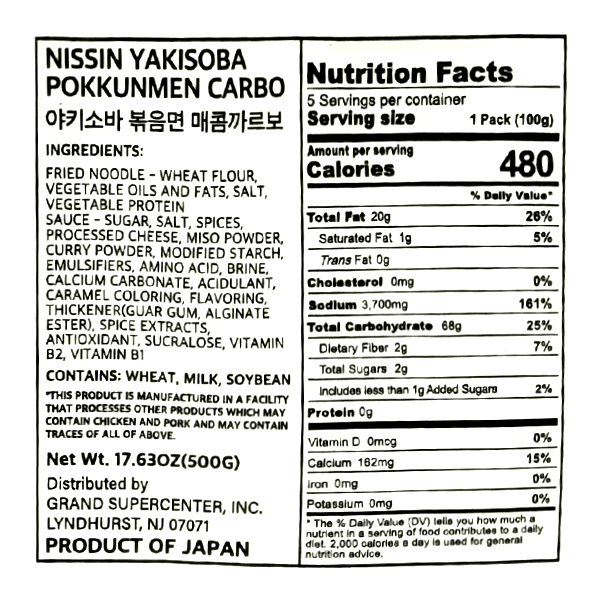 NISSIN YAKISOBA
POKKUNMEN CARBO
야키소바 볶음면 매콤까르보
INGREDIENTS:
FRIED NOODLE - WHEAT FLOUR,
VEGETABLE OILS AND FATS, SALT,
VEGETABLE PROTEIN
SAUCE - SUGAR, SALT, SPICES,
PROCESSED CHEESE, MISO POWDER,
CURRY POWDER, MODIFIED STARCH,
EMULSIFIERS, AMINO ACID, BRINE,
CALCIUM CARBONATE, ACIDULANT,
CARAMEL COLORING, FLAVORING,
THICKENER(GUAR GUM, ALGINATE
ESTER), SPICE EXTRACTS,
ANTIOXIDANT, SUCRALOSE, VITAMIN
B2, VITAMIN B1
CONTAINS: WHEAT, MILK, SOYBEAN
*THIS PRODUCT IS MANUFACTURED IN A FACILITY
THAT PROCESSES OTHER PRODUCTS WHICH MAY
CONTAIN CHICKEN AND PORK AND MAY CONTAIN
TRACES OF ALL OF ABOVE.
Net Wt. 17.63OZ(500G)
Distributed by
GRAND SUPERCENTER, INC.
LYNDHURST, NJ 07071
PRODUCT OF JAPAN
Nutrition Facts
5 Servings per container
Serving size 1 Pack (100g)
Amount per serving
Calories 480
% Daily Value*
Total Fat 20g 26%
Saturated Fat 1g 5%
Trans Fat 0g
Cholesterol 0mg 0%
Sodium 3,700mg 161%
Total Carbohydrate 68g 25%
Dietary Fiber 2g 7%
Total Sugars 2g
Includes less than 1g Added Sugars 2%
Protein 0g
Vitamin D 0mcg 0%
Calcium 162mg 15%
Iron 0mg 0%
Potassium 0mg 0%
* The % Daily Value (DV) tells you how much a
nutrient in a serving of food contributes to a daily
diet. 2,000 calories a day is used for general
nutrition advice.